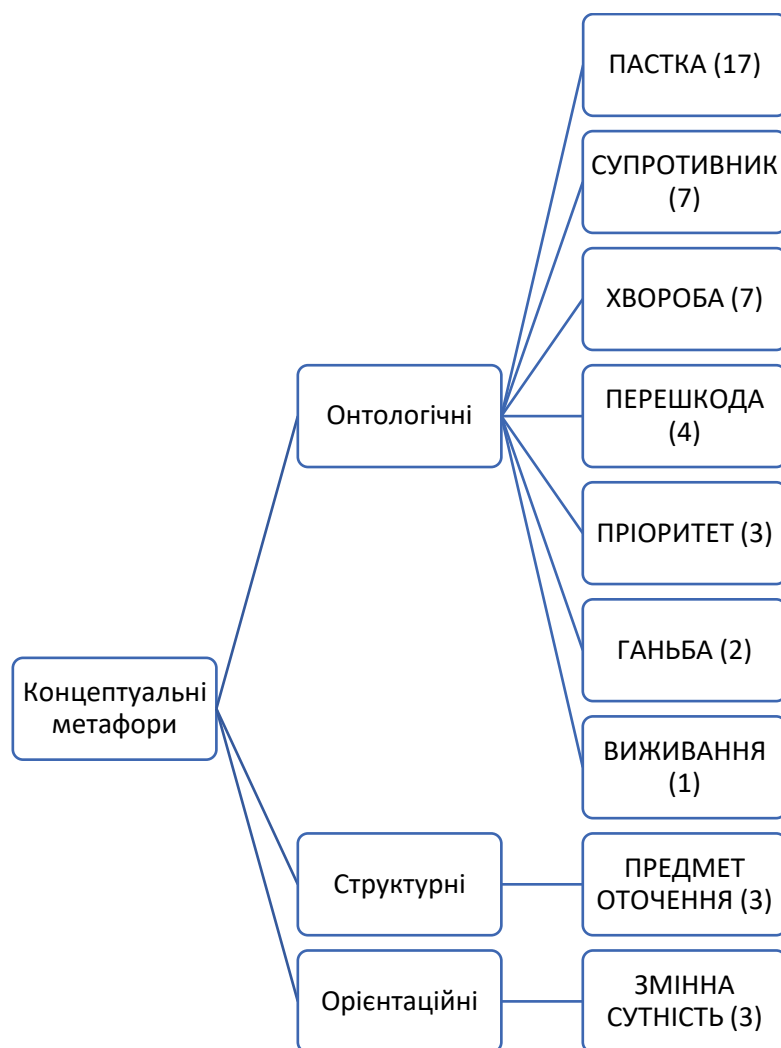 ПАСТКА (17)
СУПРОТИВНИК
(7)
ХВОРОБА (7)
Онтологічні
ПЕРЕШКОДА
(4)
ПРІОРИТЕТ (3)
ГАНЬБА (2)
Концептуальні
метафори
ВИЖИВАННЯ
(1)
Структурні
ПРЕДМЕТ
ОТОЧЕННЯ (3)
Орієнтаційні
ЗМІННА
СУТНІСТЬ (3)